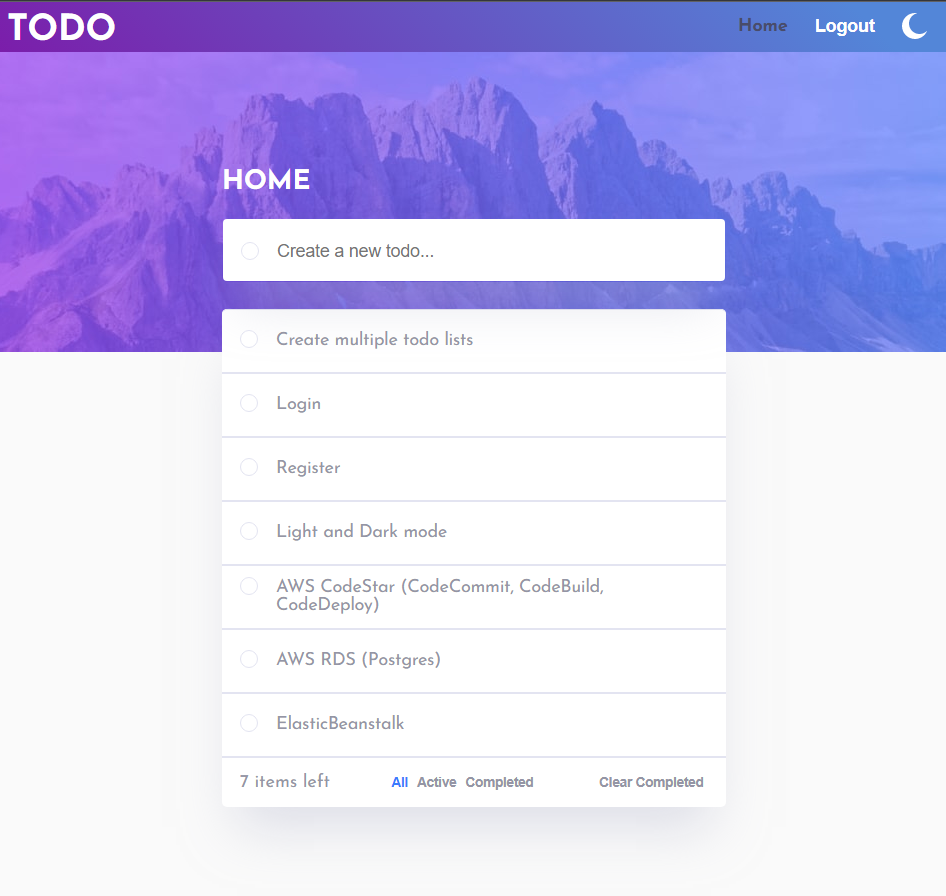 TODO
Home Logout
HOME
Create a new todo...
Create multiple todo lists
Login
Register
Light and Dark mode
AWS CodeStar (CodeCommit, CodeBuild,
CodeDeploy)
AWS RDS (Postgres)
ElasticBeanstalk
7 items left All Active Completed Clear Completed